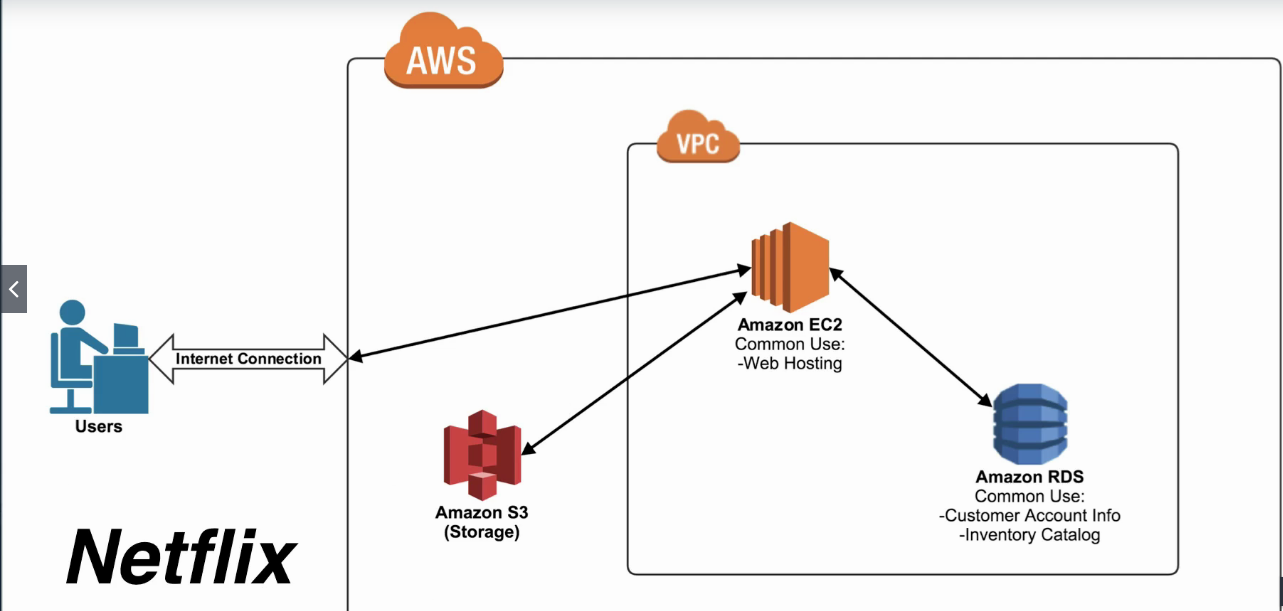 AWS
VPC
Amazon EC2
Common Use:
-Web Hosting
Internet Connection
Users
Amazon S3
(Storage)
Amazon RDS
Common Use:
-Customer Account Info
-Inventory Catalog
Netflix